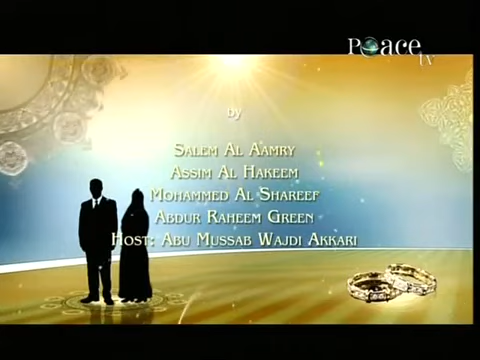 Peace
tv
by
Salem Al Aamry
Assim Al Hakeem
Mohammed Al Shareef
Abdur Raheem Green
Host: Abu Mussab Wajdi Akkari